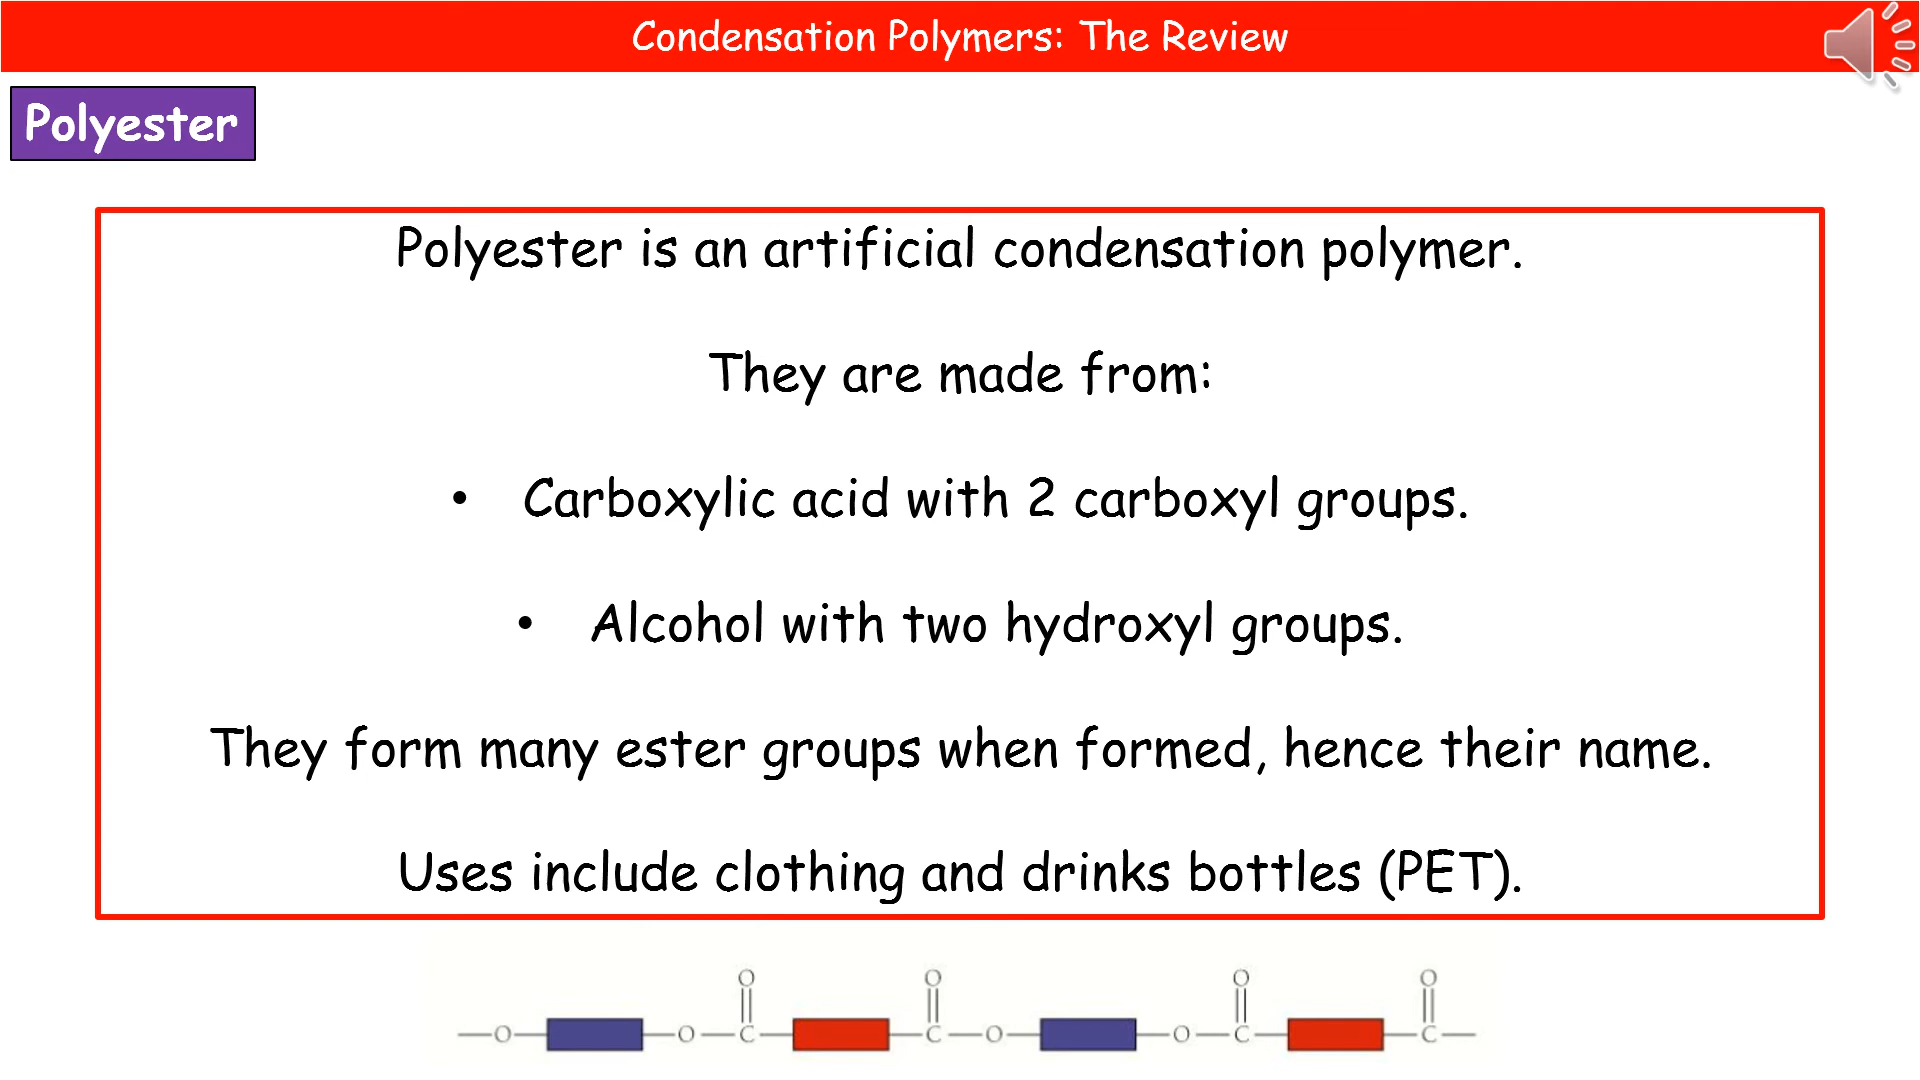 Condensation Polymers: The Review
Polyester
Polyester is an artificial condensation polymer.
They are made from:
• Carboxylic acid with 2 carboxyl groups.
• Alcohol with two hydroxyl groups.
They form many ester groups when formed, hence their name.
Uses include clothing and drinks bottles (PET).
O O O O
O O C C O O C C